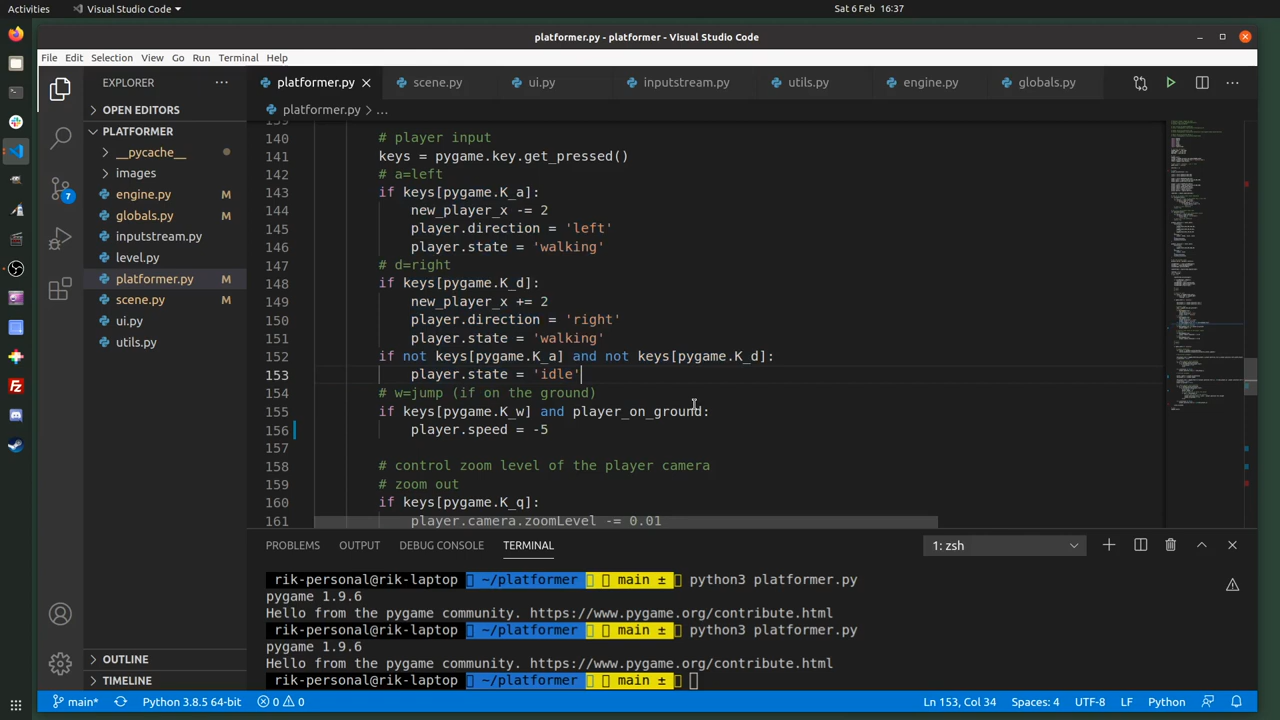 Activities
Visual Studio Code
Sat 6 Feb 16:37
platformer.py - platformer - Visual Studio Code
File Edit Selection View Go Run Terminal Help
EXPLORER
platformer.py scene.py ui.py inputstream.py utils.py engine.py globals.py
OPEN EDITORS
platformer.py > ...
PLATFORMER
__pycache__
images
engine.py M
globals.py M
inputstream.py
level.py
platformer.py M
scene.py M
ui.py
utils.py
7
140 # player input
141 keys = pygame.key.get_pressed()
142 # a=left
143 if keys[pygame.K_a]:
144 new_player_x -= 2
145 player.direction = 'left'
146 player.state = 'walking'
147 # d=right
148 if keys[pygame.K_d]:
149 new_player_x += 2
150 player.direction = 'right'
151 player.state = 'walking'
152 if not keys[pygame.K_a] and not keys[pygame.K_d]:
153 player.state = 'idle'
154 # w=jump (if on the ground)
155 if keys[pygame.K_w] and player_on_ground:
156 player.speed = -5
157
158 # control zoom level of the player camera
159 # zoom out
160 if keys[pygame.K_q]:
161 player.camera.zoomLevel -= 0.01
PROBLEMS OUTPUT DEBUG CONSOLE TERMINAL
1: zsh
rik-personal@rik-laptop ~/platformer main ± python3 platformer.py
pygame 1.9.6
Hello from the pygame community. https://www.pygame.org/contribute.html
rik-personal@rik-laptop ~/platformer main ± python3 platformer.py
pygame 1.9.6
Hello from the pygame community. https://www.pygame.org/contribute.html
rik-personal@rik-laptop ~/platformer main ±
OUTLINE
TIMELINE
main* Python 3.8.5 64-bit 0 0 Ln 153, Col 34 Spaces: 4 UTF-8 LF Python